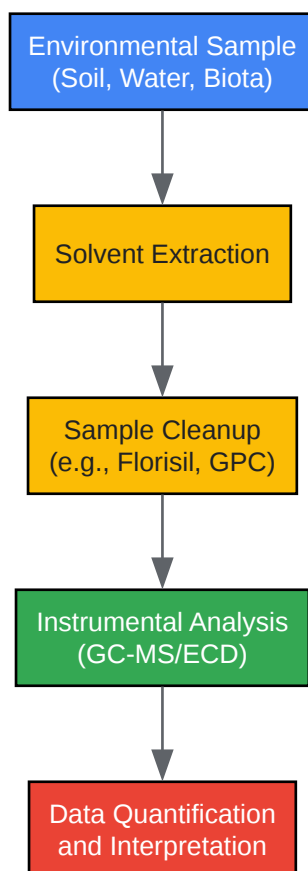 Environmental Sample
(Soil, Water, Biota)
Solvent Extraction
Sample Cleanup
(e.g., Florisil, GPC)
Instrumental Analysis
(GC-MS/ECD)
Data Quantification
and Interpretation